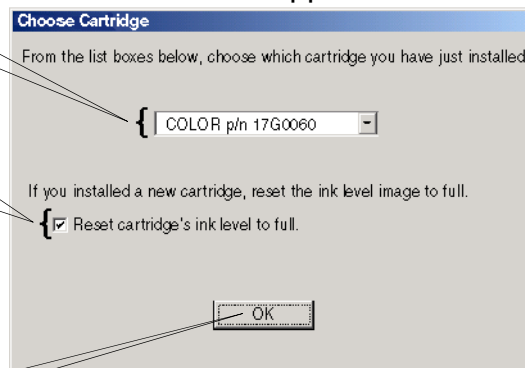 Choose Cartridge
From the list boxes below, choose which cartridge you have just installed
COLOR p/n 17G0060
If you installed a new cartridge, reset the ink level image to full.
Reset cartridge's ink level to full.
OK